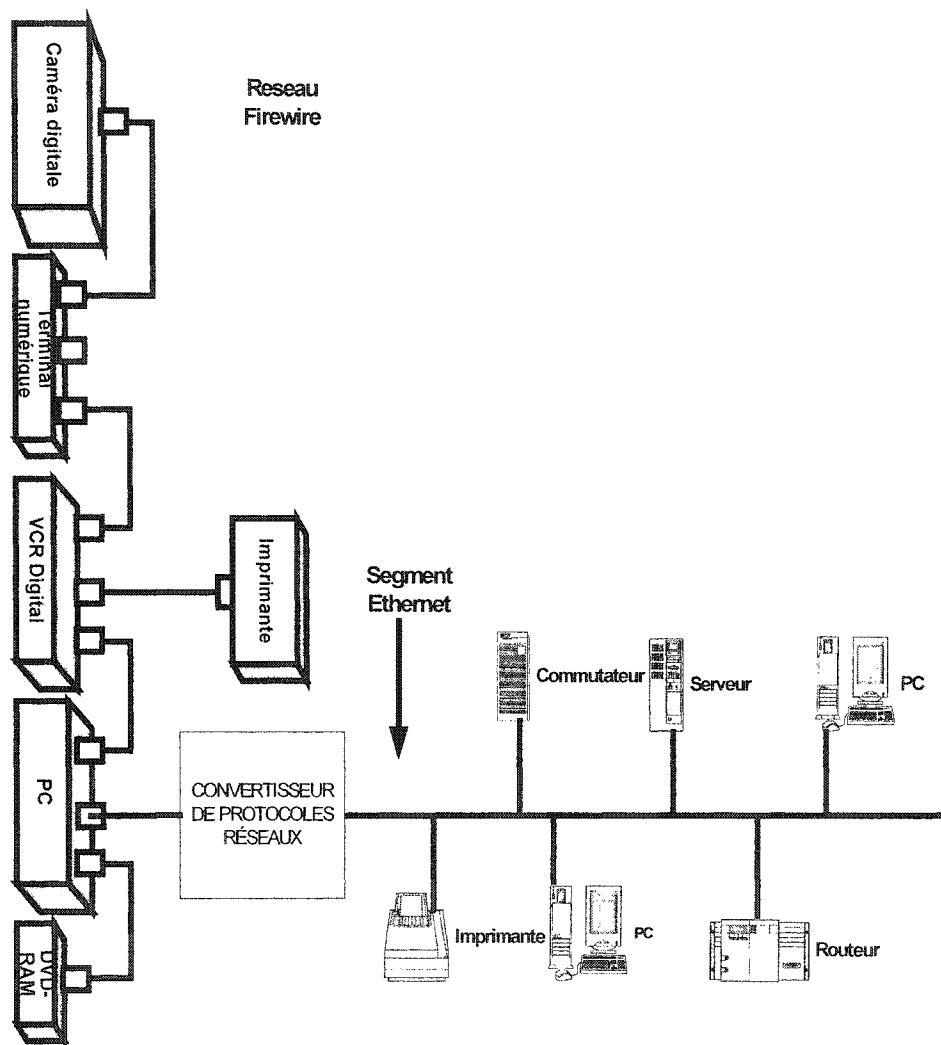 Caméra digitale
Reseau
Firewire
Terminal
numérique
VCR Digital
Imprimante
Segment
Ethernet
Commutateur
Serveur
PC
PC
CONVERTISSEUR
DE PROTOCOLES
RÉSEAUX
Imprimante
PC
Routeur
DVD-
RAM